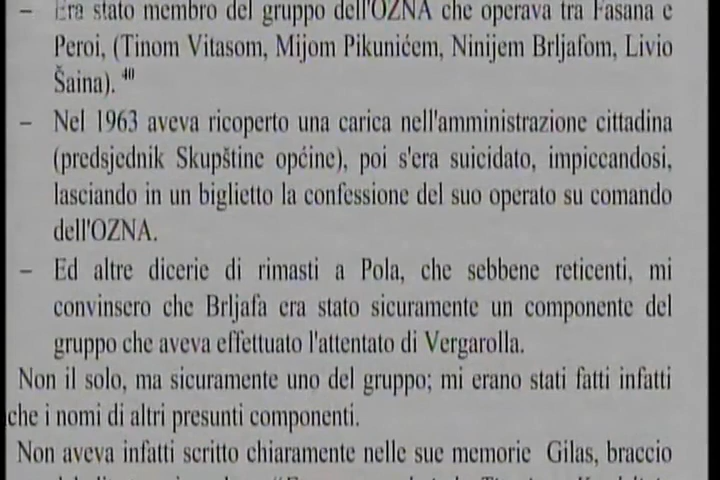 – Era stato membro del gruppo dell'OZNA che operava tra Fasana e
Peroi, (Tinom Vitasom, Mijom Pikunićem, Ninijem Brljafom, Livio
Šaina). 40
– Nel 1963 aveva ricoperto una carica nell'amministrazione cittadina
(predsjednik Skupštine općine), poi s'era suicidato, impiccandosi,
lasciando in un biglietto la confessione del suo operato su comando
dell'OZNA.
– Ed altre dicerie di rimasti a Pola, che sebbene reticenti, mi
convinsero che Brljafa era stato sicuramente un componente del
gruppo che aveva effettuato l'attentato di Vergarolla.
Non il solo, ma sicuramente uno del gruppo; mi erano stati fatti infatti
che i nomi di altri presunti componenti.
Non aveva infatti scritto chiaramente nelle sue memorie Gilas, braccio